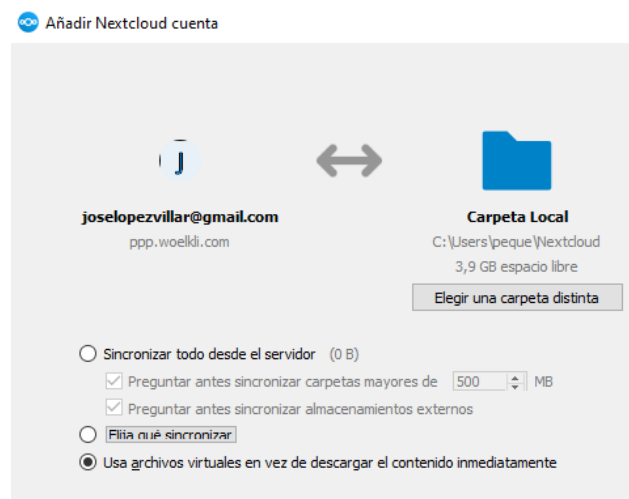 Añadir Nextcloud cuenta
J
joselopezvillar@gmail.com
ppp.woelkli.com
Carpeta Local
C:\Users\peque\Nextcloud
3,9 GB espacio libre
Elegir una carpeta distinta
Sincronizar todo desde el servidor (0 B)
Preguntar antes sincronizar carpetas mayores de 500 MB
Preguntar antes sincronizar almacenamientos externos
Elija qué sincronizar
Usa archivos virtuales en vez de descargar el contenido inmediatamente